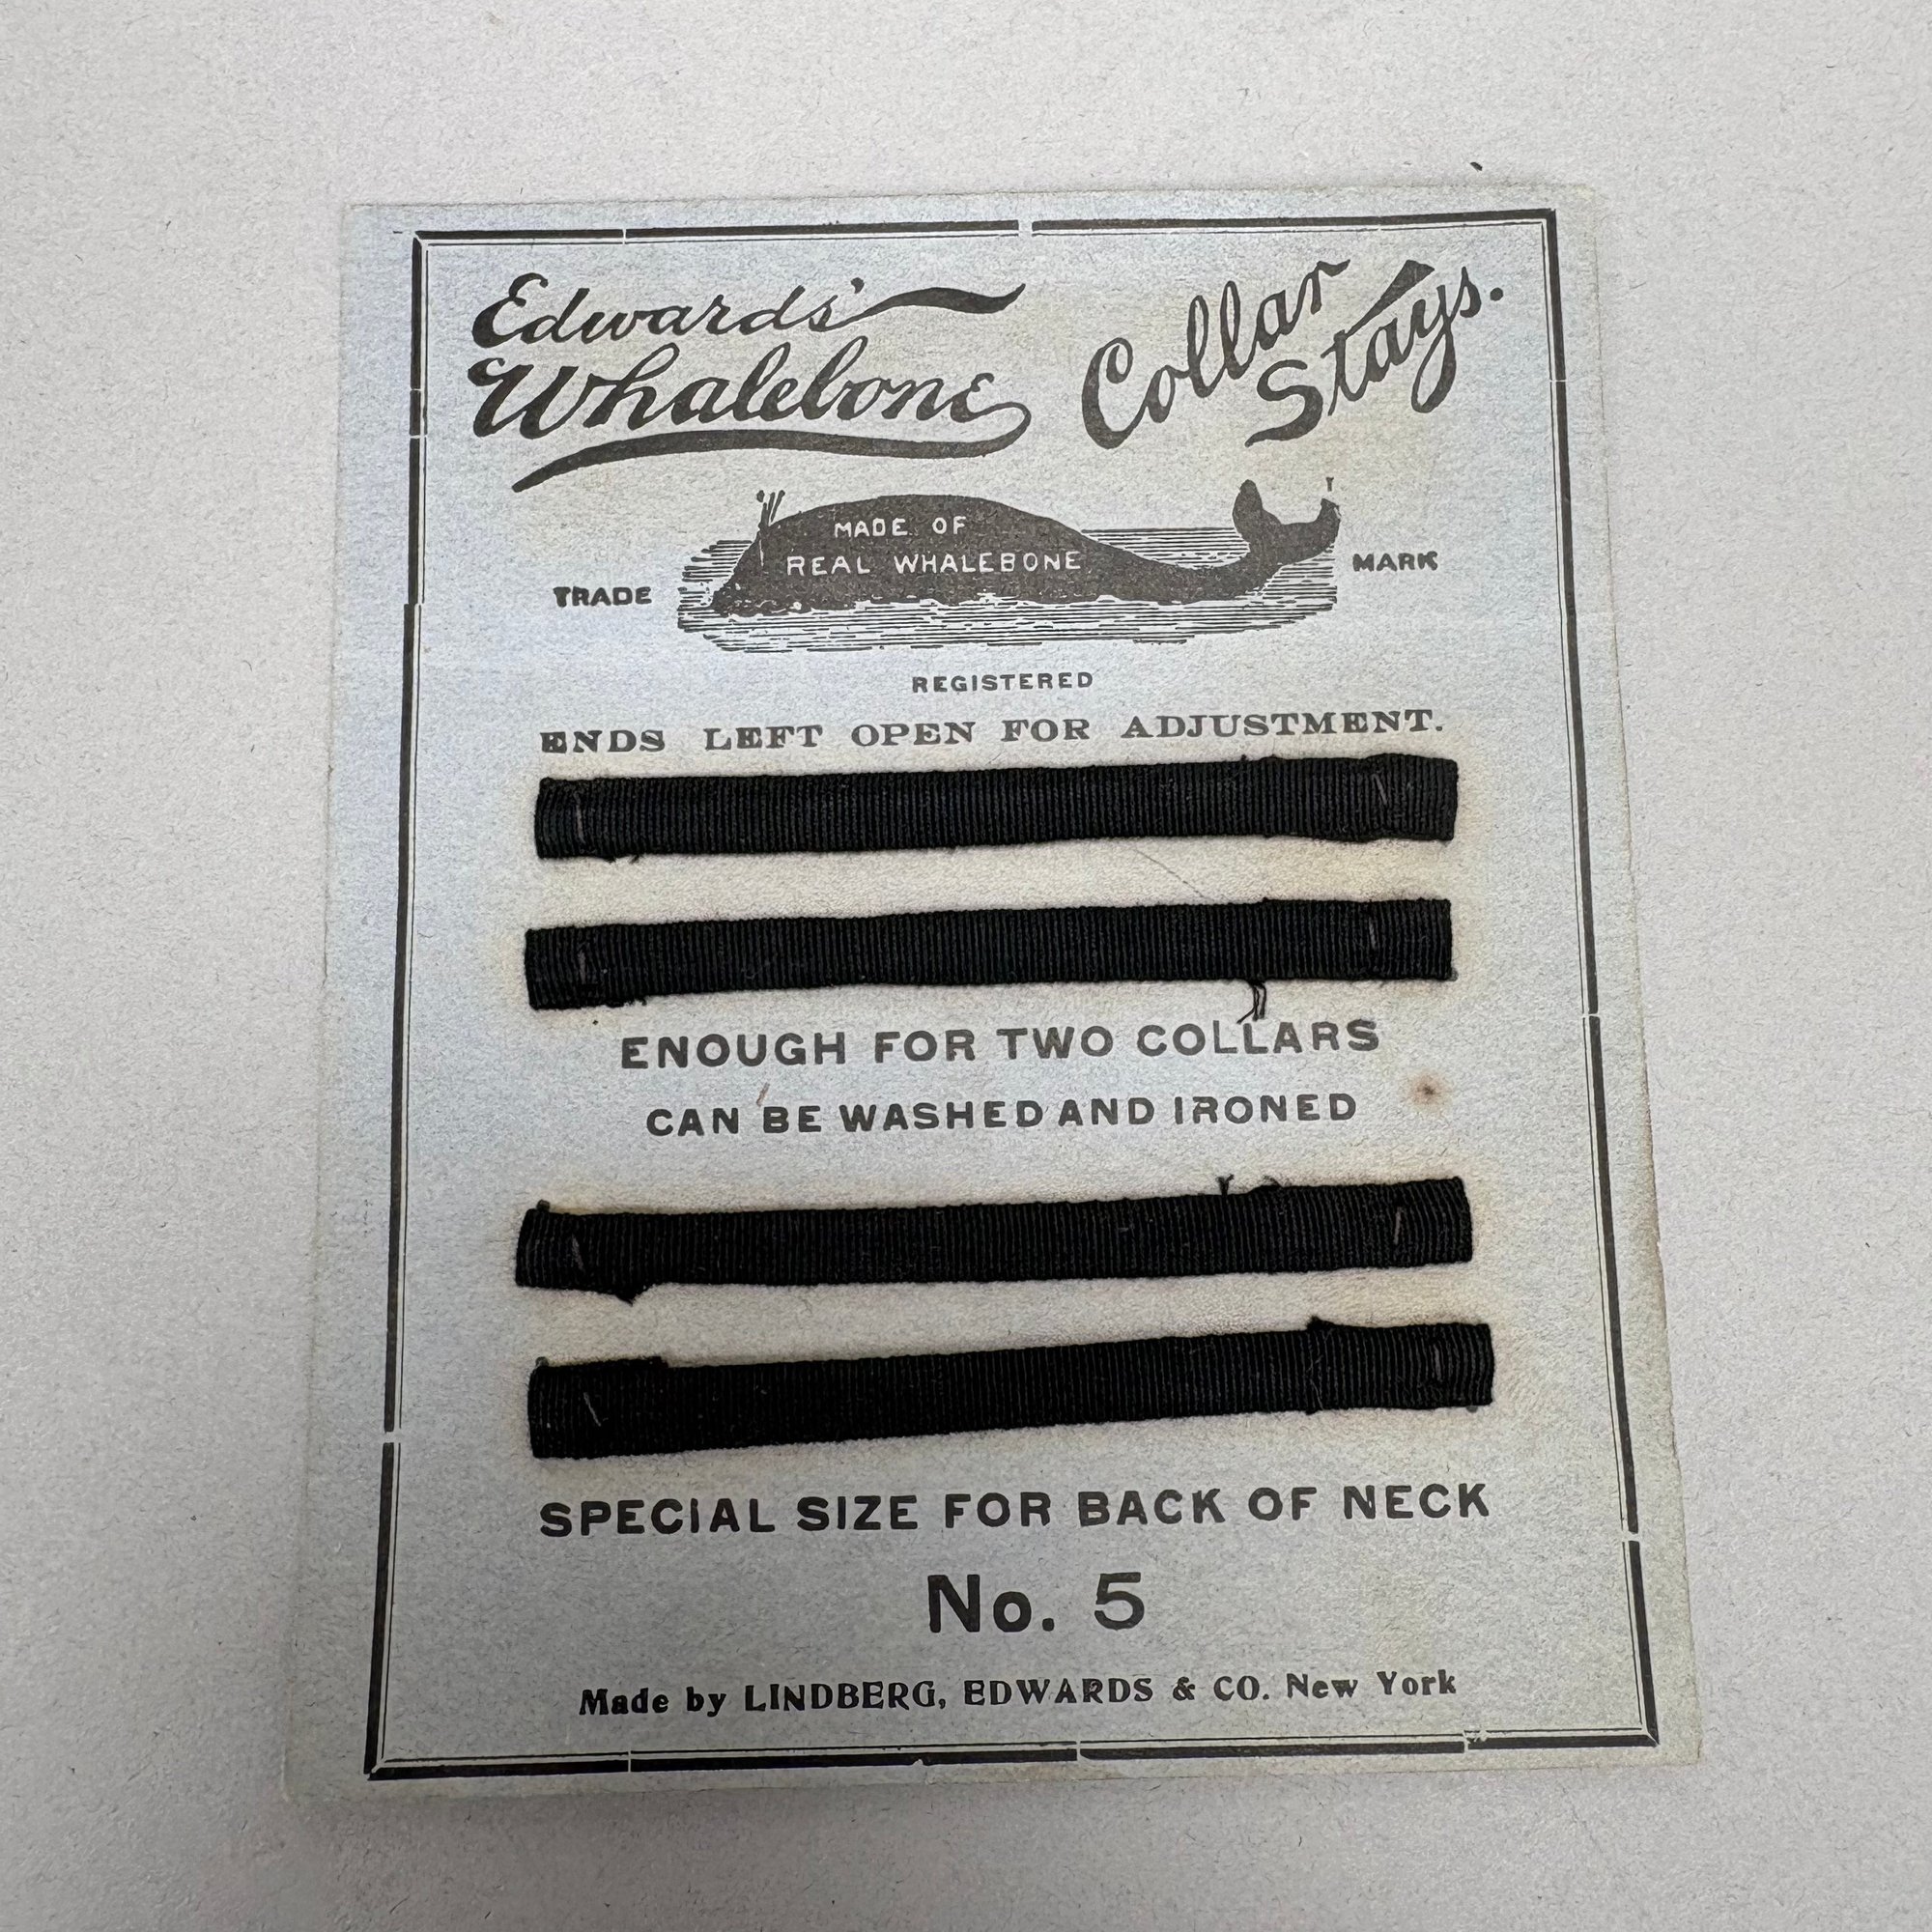 Edwards'
Whalebone
Collar
Stays.
MADE OF
REAL WHALEBONE
TRADE MARK
REGISTERED
ENDS LEFT OPEN FOR ADJUSTMENT.
ENOUGH FOR TWO COLLARS
CAN BE WASHED AND IRONED
SPECIAL SIZE FOR BACK OF NECK
No. 5
Made by LINDBERG, EDWARDS & CO. New York